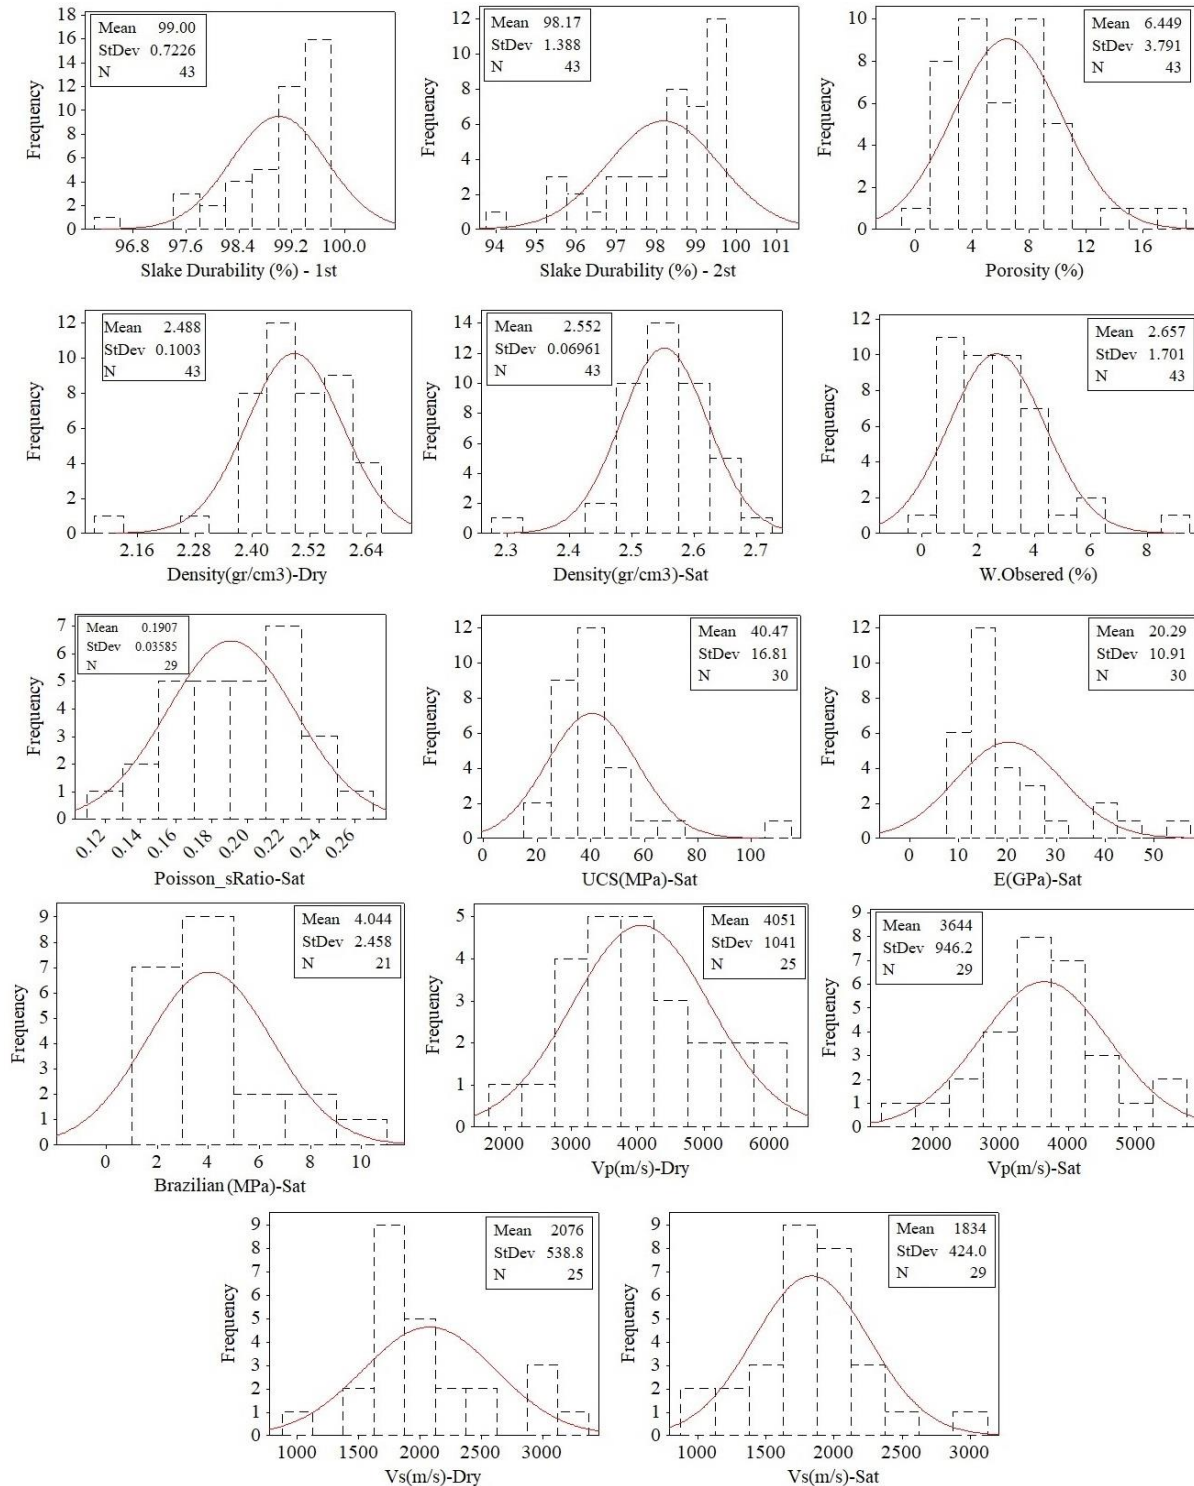 18
16
14
12
10
8
6
4
2
0
Frequency
Mean 99.00
StDev 0.7226
N 43
96.8 97.6 98.4 99.2 100.0
Slake Durability (%) - 1st
12
10
8
6
4
2
0
Frequency
Mean 98.17
StDev 1.388
N 43
94 95 96 97 98 99 100 101
Slake Durability (%) - 2st
10
8
6
4
2
0
Frequency
Mean 6.449
StDev 3.791
N 43
0 4 8 12 16
Porosity (%)
12
10
8
6
4
2
0
Frequency
Mean 2.488
StDev 0.1003
N 43
2.16 2.28 2.40 2.52 2.64
Density(gr/cm3)-Dry
14
12
10
8
6
4
2
0
Frequency
Mean 2.552
StDev 0.06961
N 43
2.3 2.4 2.5 2.6 2.7
Density(gr/cm3)-Sat
12
10
8
6
4
2
0
Frequency
Mean 2.657
StDev 1.701
N 43
0 2 4 6 8
W.Obsered (%)
7
6
5
4
3
2
1
0
Frequency
Mean 0.1907
StDev 0.03585
N 29
0.12 0.14 0.16 0.18 0.20 0.22 0.24 0.26
Poisson_sRatio-Sat
12
10
8
6
4
2
0
Frequency
Mean 40.47
StDev 16.81
N 30
0 20 40 60 80 100
UCS(MPa)-Sat
12
10
8
6
4
2
0
Frequency
Mean 20.29
StDev 10.91
N 30
0 10 20 30 40 50
E(GPa)-Sat
9
8
7
6
5
4
3
2
1
0
Frequency
Mean 4.044
StDev 2.458
N 21
0 2 4 6 8 10
Brazilian (MPa)-Sat
5
4
3
2
1
0
Frequency
Mean 4051
StDev 1041
N 25
2000 3000 4000 5000 6000
Vp(m/s)-Dry
9
8
7
6
5
4
3
2
1
0
Frequency
Mean 3644
StDev 946.2
N 29
2000 3000 4000 5000
Vp(m/s)-Sat
9
8
7
6
5
4
3
2
1
0
Frequency
Mean 2076
StDev 538.8
N 25
1000 1500 2000 2500 3000
Vs(m/s)-Dry
9
8
7
6
5
4
3
2
1
0
Frequency
Mean 1834
StDev 424.0
N 29
1000 1500 2000 2500 3000
Vs(m/s)-Sat